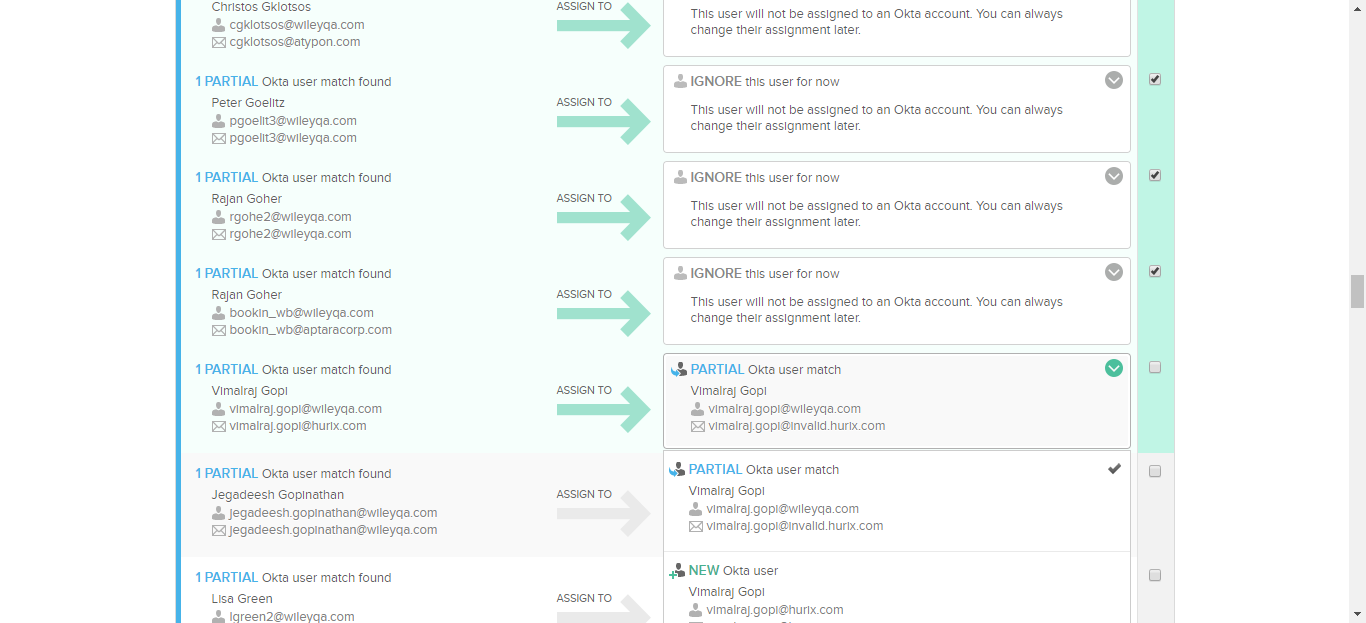 Christos Gklotsos
cgklotsos@wileyqa.com
cgklotsos@atypon.com
ASSIGN TO
This user will not be assigned to an Okta account. You can always
change their assignment later.
1 PARTIAL Okta user match found
Peter Goelitz
pgoelit3@wileyqa.com
pgoelit3@wileyqa.com
ASSIGN TO
IGNORE this user for now
This user will not be assigned to an Okta account. You can always
change their assignment later.
1 PARTIAL Okta user match found
Rajan Goher
rgohe2@wileyqa.com
rgohe2@wileyqa.com
ASSIGN TO
IGNORE this user for now
This user will not be assigned to an Okta account. You can always
change their assignment later.
1 PARTIAL Okta user match found
Rajan Goher
bookin_wb@wileyqa.com
bookin_wb@aptaracorp.com
ASSIGN TO
IGNORE this user for now
This user will not be assigned to an Okta account. You can always
change their assignment later.
1 PARTIAL Okta user match found
Vimalraj Gopi
vimalraj.gopi@wileyqa.com
vimalraj.gopi@hurix.com
ASSIGN TO
PARTIAL Okta user match
Vimalraj Gopi
vimalraj.gopi@wileyqa.com
vimalraj.gopi@invalid.hurix.com
1 PARTIAL Okta user match found
Jegadeesh Gopinathan
jegadeesh.gopinathan@wileyqa.com
jegadeesh.gopinathan@wileyqa.com
ASSIGN TO
PARTIAL Okta user match
Vimalraj Gopi
vimalraj.gopi@wileyqa.com
vimalraj.gopi@invalid.hurix.com
1 PARTIAL Okta user match found
Lisa Green
lgreen2@wileyqa.com
ASSIGN TO
NEW Okta user
Vimalraj Gopi
vimalraj.gopi@hurix.com